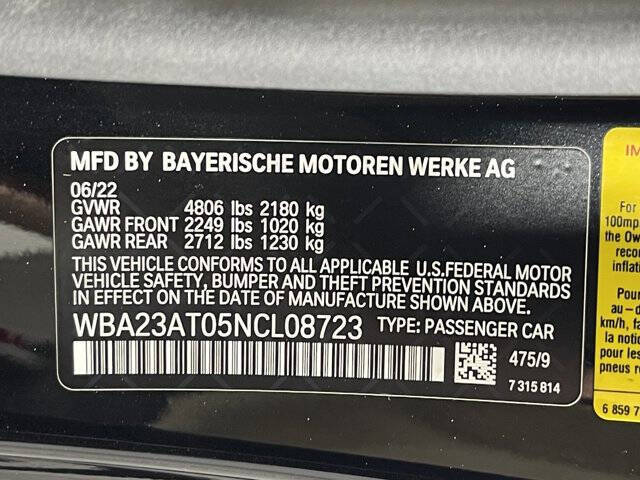 MFD BY BAYERISCHE MOTOREN WERKE AG
06/22
GVWR 4806 lbs 2180 kg
GAWR FRONT 2249 lbs 1020 kg
GAWR REAR 2712 lbs 1230 kg
THIS VEHICLE CONFORMS TO ALL APPLICABLE U.S.FEDERAL MOTOR
VEHICLE SAFETY, BUMPER AND THEFT PREVENTION STANDARDS
IN EFFECT ON THE DATE OF MANUFACTURE SHOWN ABOVE.
WBA23AT05NCL08723 TYPE: PASSENGER CAR
475/9
7 315 814
IM
For
100mp
the Ow
reco
inflat
Pour
au-d
km/h, f
la notic
pour les
pneus r
6 859 7